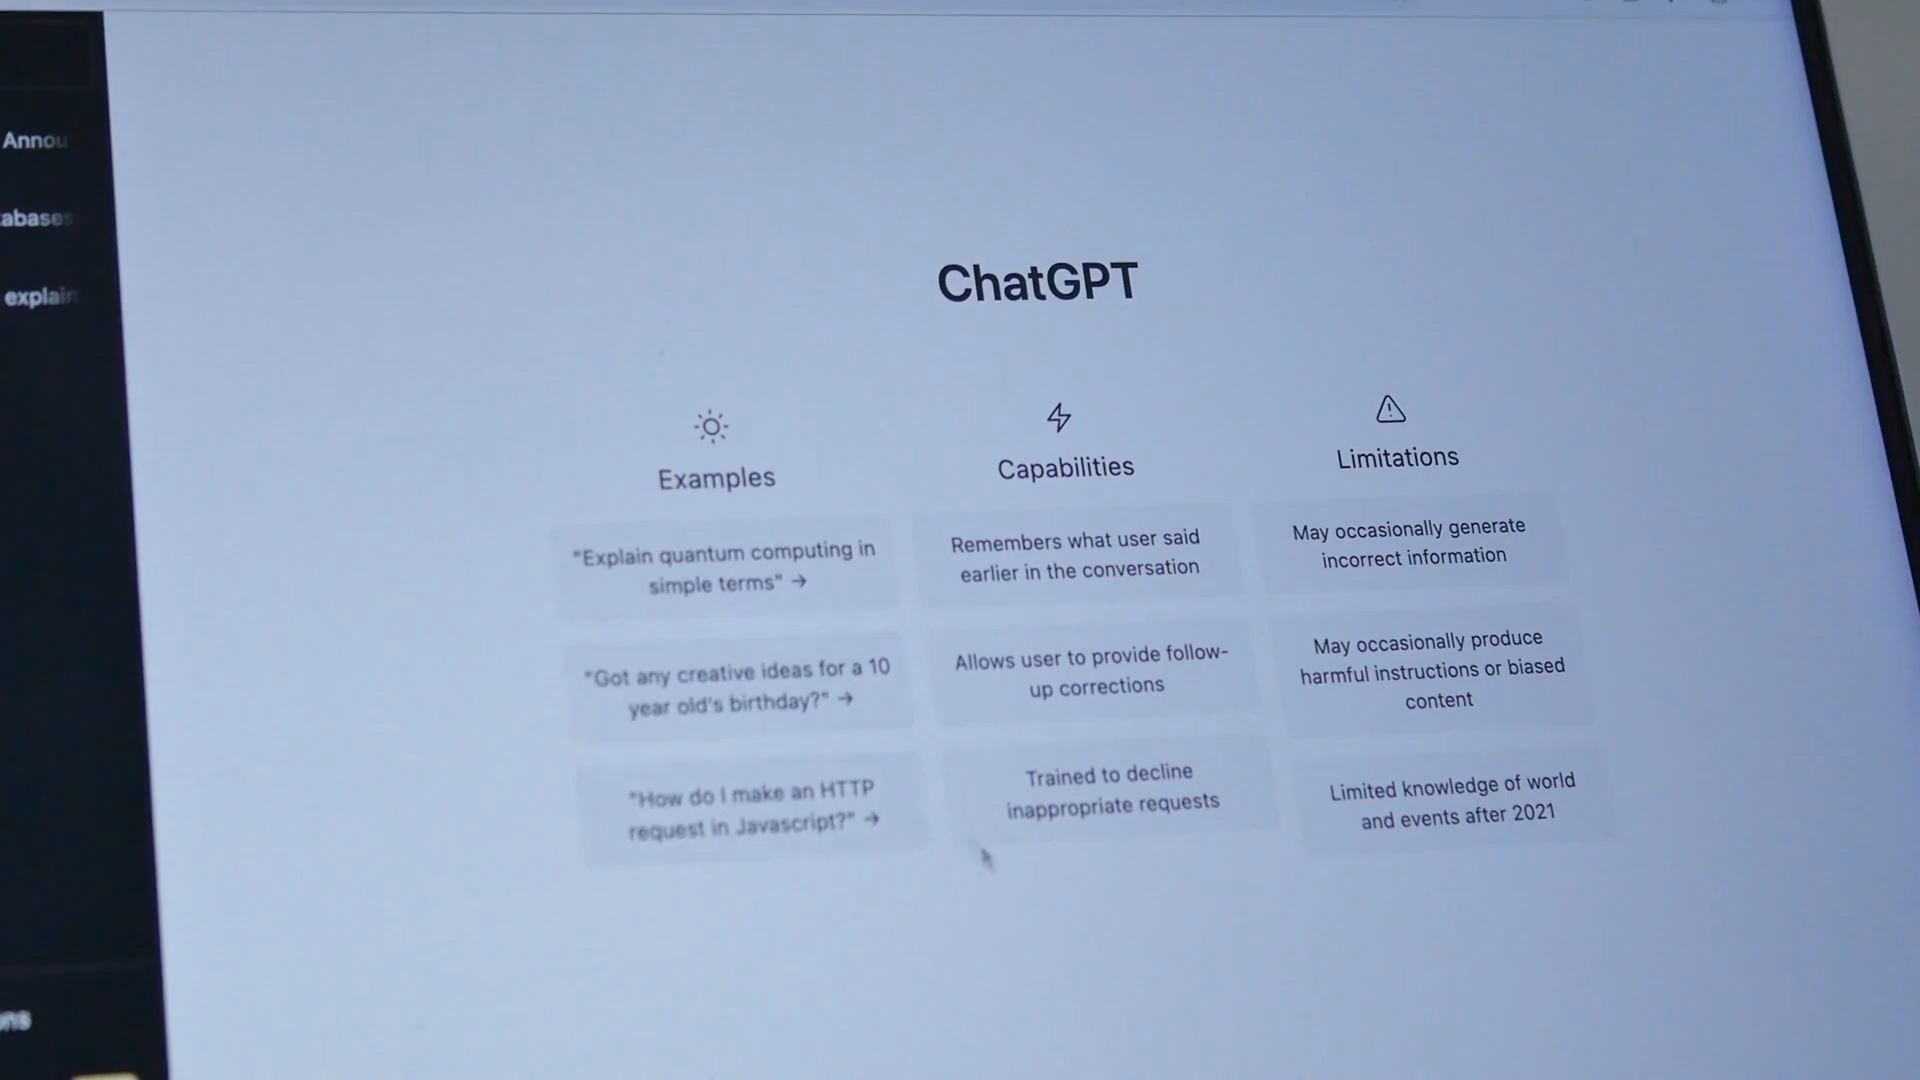 Annou
tabases
explain
ChatGPT
Examples
"Explain quantum computing in
simple terms" →
"Got any creative ideas for a 10
year old's birthday?" →
"How do I make an HTTP
request in Javascript?" →
Capabilities
Remembers what user said
earlier in the conversation
Allows user to provide follow-
up corrections
Trained to decline
inappropriate requests
Limitations
May occasionally generate
incorrect information
May occasionally produce
harmful instructions or biased
content
Limited knowledge of world
and events after 2021